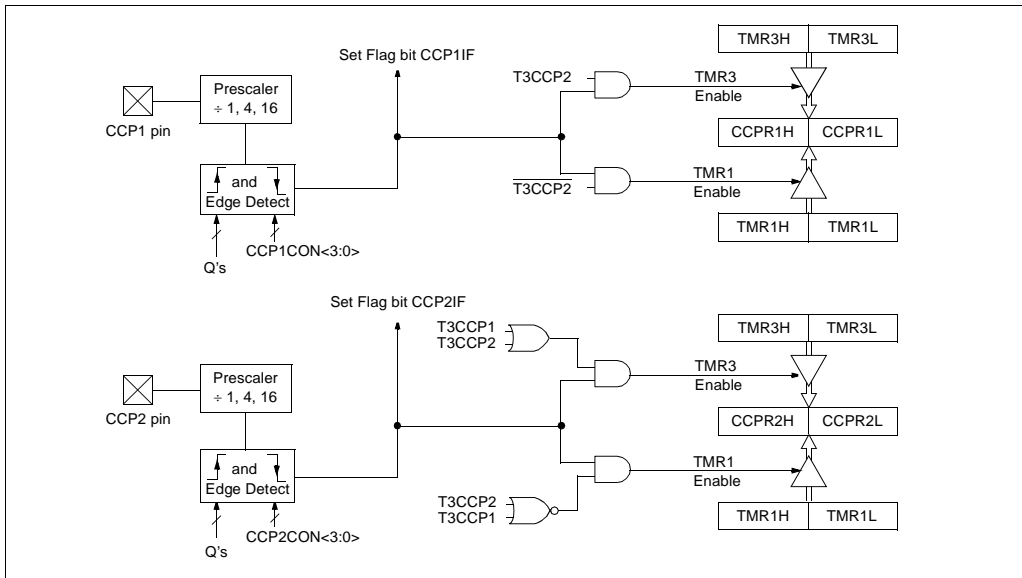 TMR3H TMR3L
Set Flag bit CCP1IF
Prescaler
÷ 1, 4, 16
CCP1 pin
T3CCP2
TMR3
Enable
CCPR1H CCPR1L
and
Edge Detect
T̅3̅C̅C̅P̅2̅
TMR1
Enable
CCP1CON<3:0>
Q's
TMR1H TMR1L
Set Flag bit CCP2IF
TMR3H TMR3L
T3CCP1
T3CCP2
Prescaler
÷ 1, 4, 16
CCP2 pin
TMR3
Enable
CCPR2H CCPR2L
and
Edge Detect
TMR1
Enable
T3CCP2
T3CCP1
CCP2CON<3:0>
Q's
TMR1H TMR1L